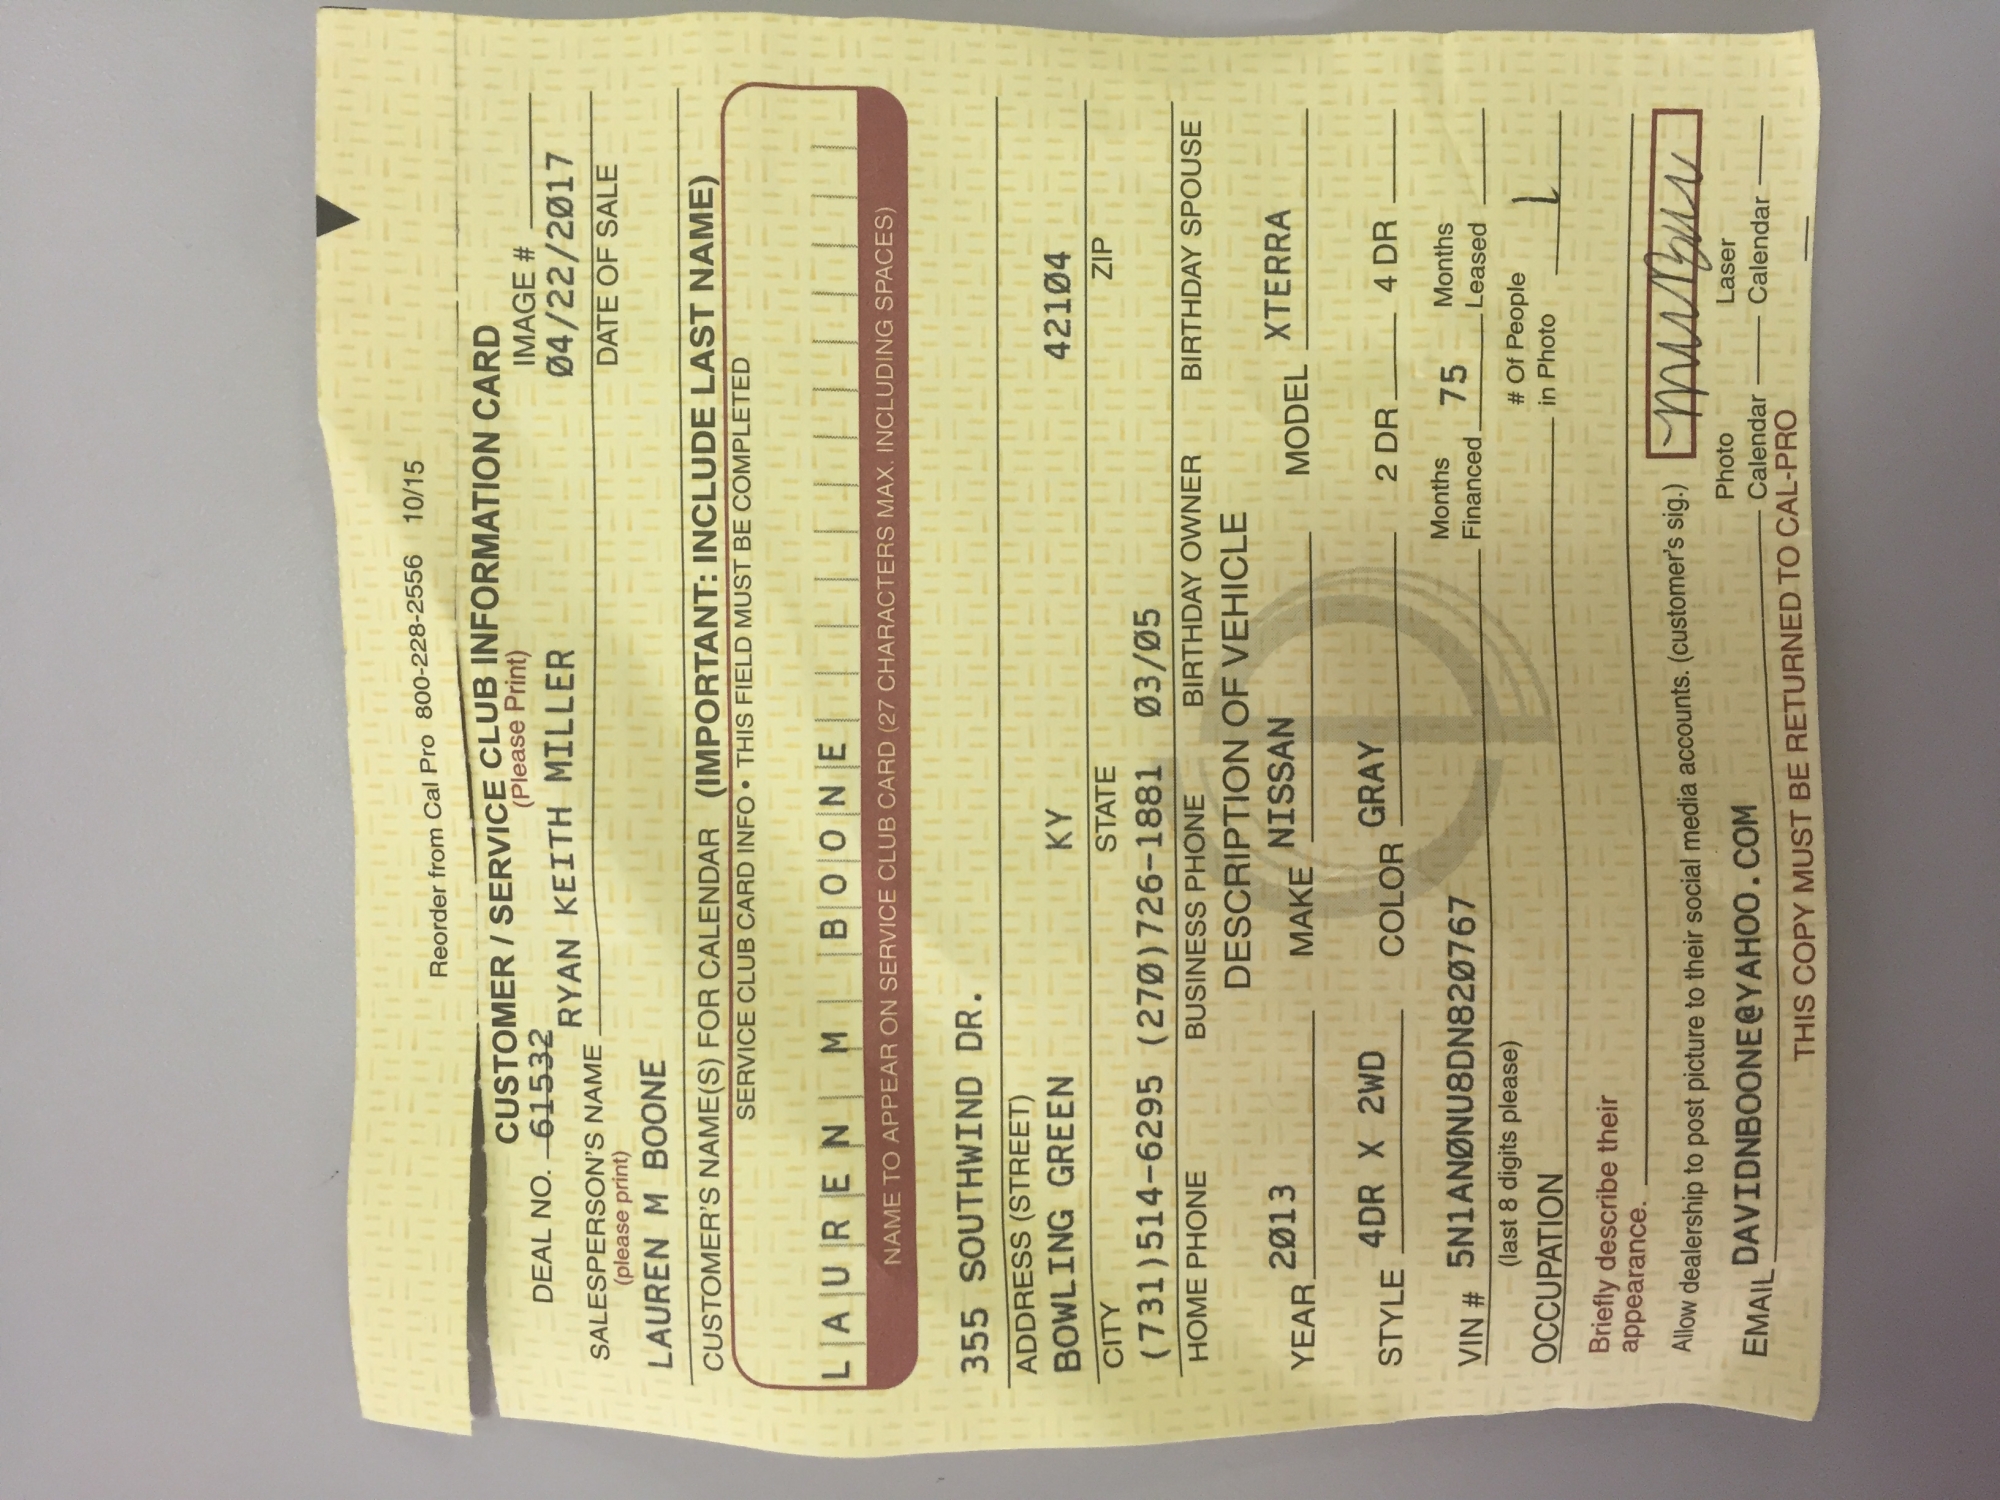 Reorder from Cal Pro 800-228-2556 10/15
CUSTOMER / SERVICE CLUB INFORMATION CARD
(Please Print)
DEAL NO. 61532 IMAGE #
RYAN KEITH MILLER 04/22/2017
SALESPERSON'S NAME DATE OF SALE
(please print)
LAUREN M BOONE
CUSTOMER'S NAME(S) FOR CALENDAR (IMPORTANT: INCLUDE LAST NAME)
SERVICE CLUB CARD INFO • THIS FIELD MUST BE COMPLETED
LAUREN M BOONE
NAME TO APPEAR ON SERVICE CLUB CARD (27 CHARACTERS MAX. INCLUDING SPACES)
355 SOUTHWIND DR.
ADDRESS (STREET)
BOWLING GREEN KY 42104
CITY STATE ZIP
(731)514-6295 (270)726-1881 03/05
HOME PHONE BUSINESS PHONE BIRTHDAY OWNER BIRTHDAY SPOUSE
DESCRIPTION OF VEHICLE
YEAR 2013 MAKE NISSAN MODEL XTERRA
STYLE 4DR X 2WD COLOR GRAY 2 DR 4 DR
VIN # 5N1AN0NU8DN820767 Months Financed 75 Months Leased
(last 8 digits please)
OCCUPATION # Of People in Photo 1
Briefly describe their
appearance.
Allow dealership to post picture to their social media accounts. (customer's sig.)
EMAIL DAVIDNBOONE@YAHOO.COM Photo Calendar Laser Calendar
THIS COPY MUST BE RETURNED TO CAL-PRO